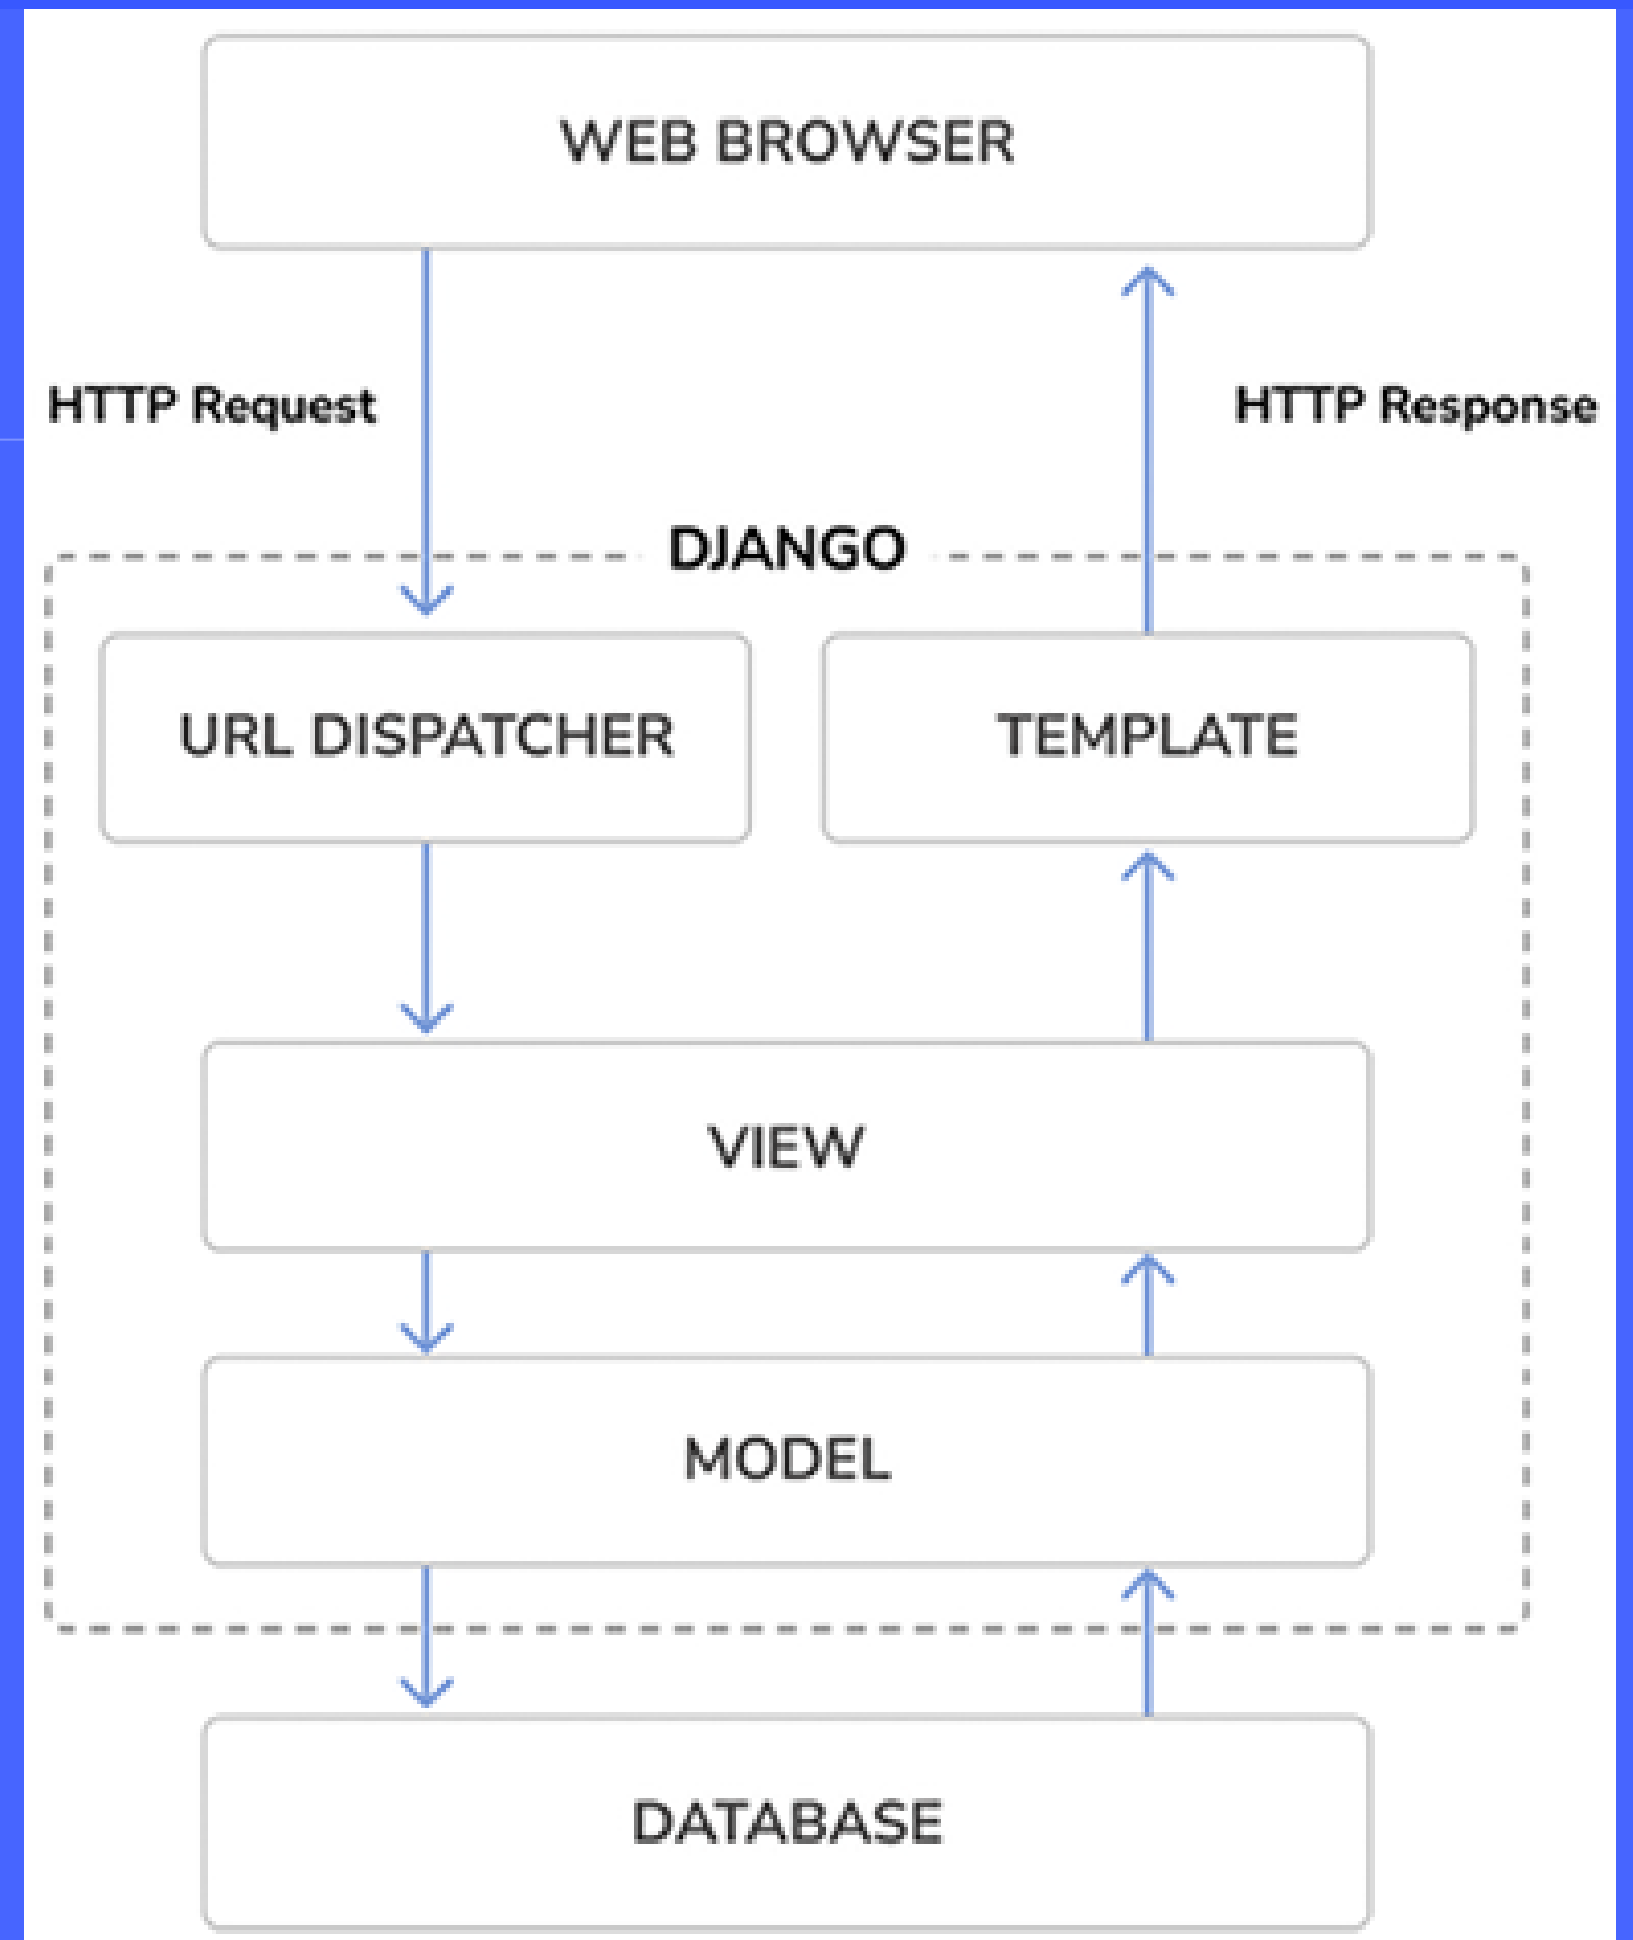 WEB BROWSER
HTTP Request
HTTP Response
DJANGO
URL DISPATCHER
TEMPLATE
VIEW
MODEL
DATABASE